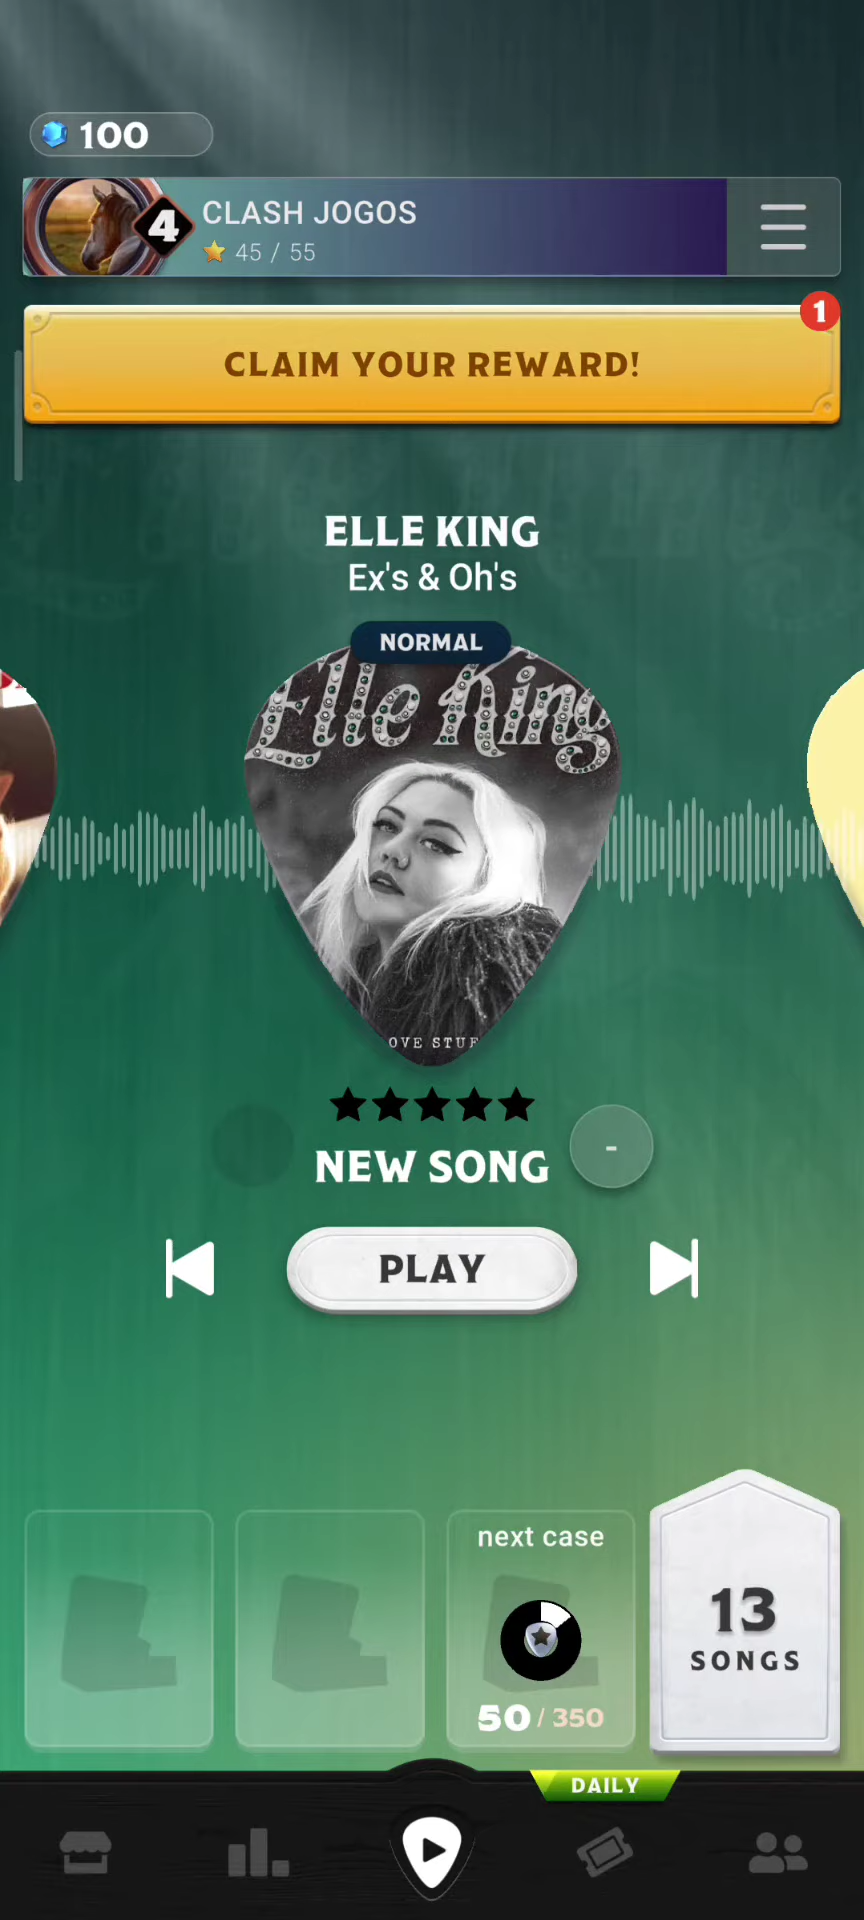 100
4
CLASH JOGOS
45 / 55
1
CLAIM YOUR REWARD!
ELLE KING
Ex's & Oh's
NORMAL
Elle King
OVE STUF
NEW SONG
-
PLAY
next case
50 / 350
13
SONGS
DAILY